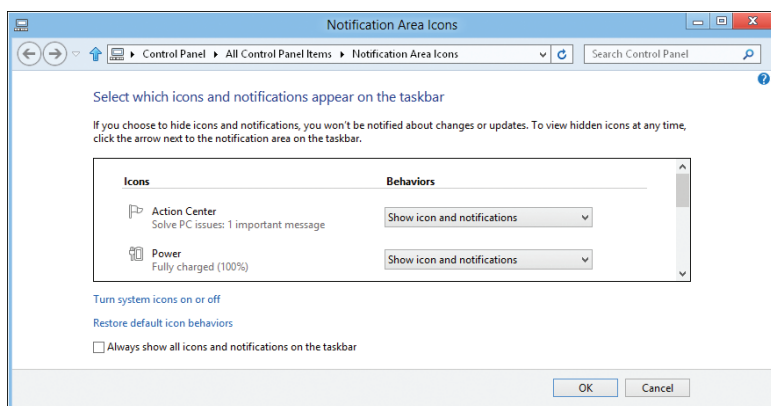 Notification Area Icons
Control Panel ▸ All Control Panel Items ▸ Notification Area Icons
Search Control Panel
Select which icons and notifications appear on the taskbar
If you choose to hide icons and notifications, you won't be notified about changes or updates. To view hidden icons at any time,
click the arrow next to the notification area on the taskbar.
Icons Behaviors
Action Center
Show icon and notifications
Solve PC issues: 1 important message
Power
Show icon and notifications
Fully charged (100%)
Turn system icons on or off
Restore default icon behaviors
Always show all icons and notifications on the taskbar
OK Cancel